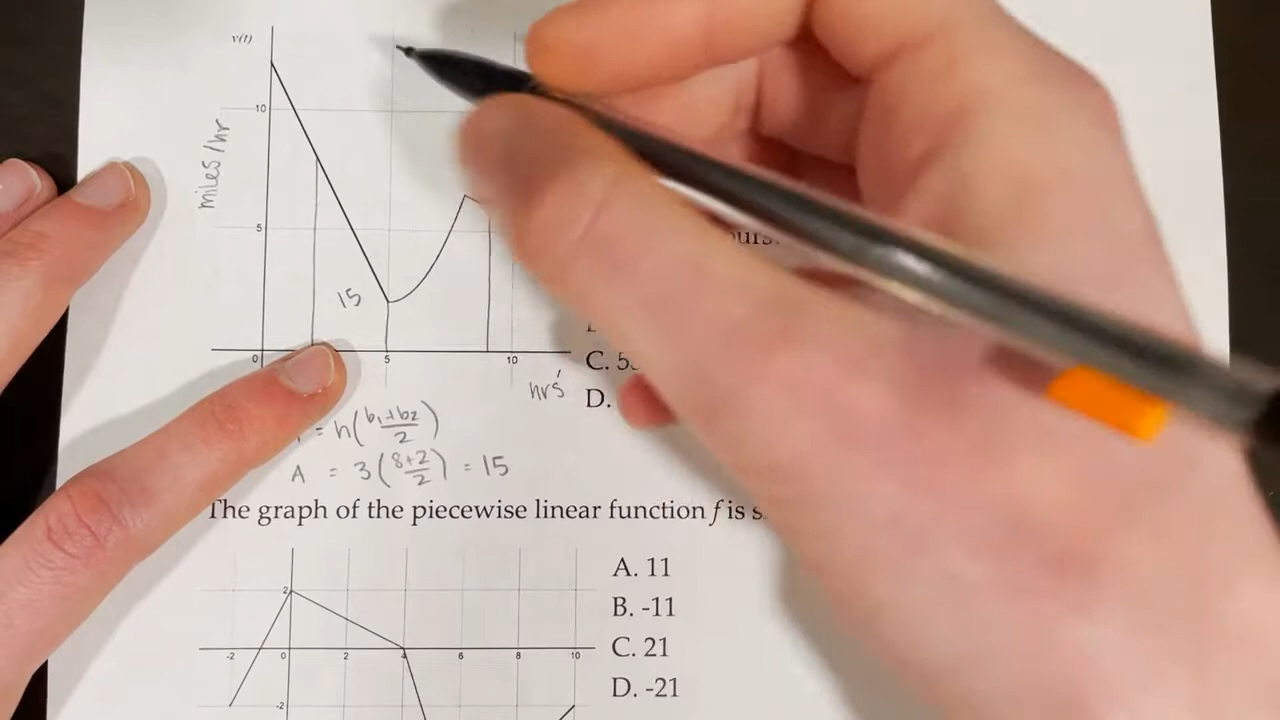 v(t)
10
miles/hr
5
15
0
5
10
hrs
C.
D.
= h(b₁+b₂/2)
A = 3(8+2/2) = 15
The graph of the piecewise linear function f is
A. 11
B. -11
C. 21
D. -21
2
-2
0
2
4
6
8
10
-2